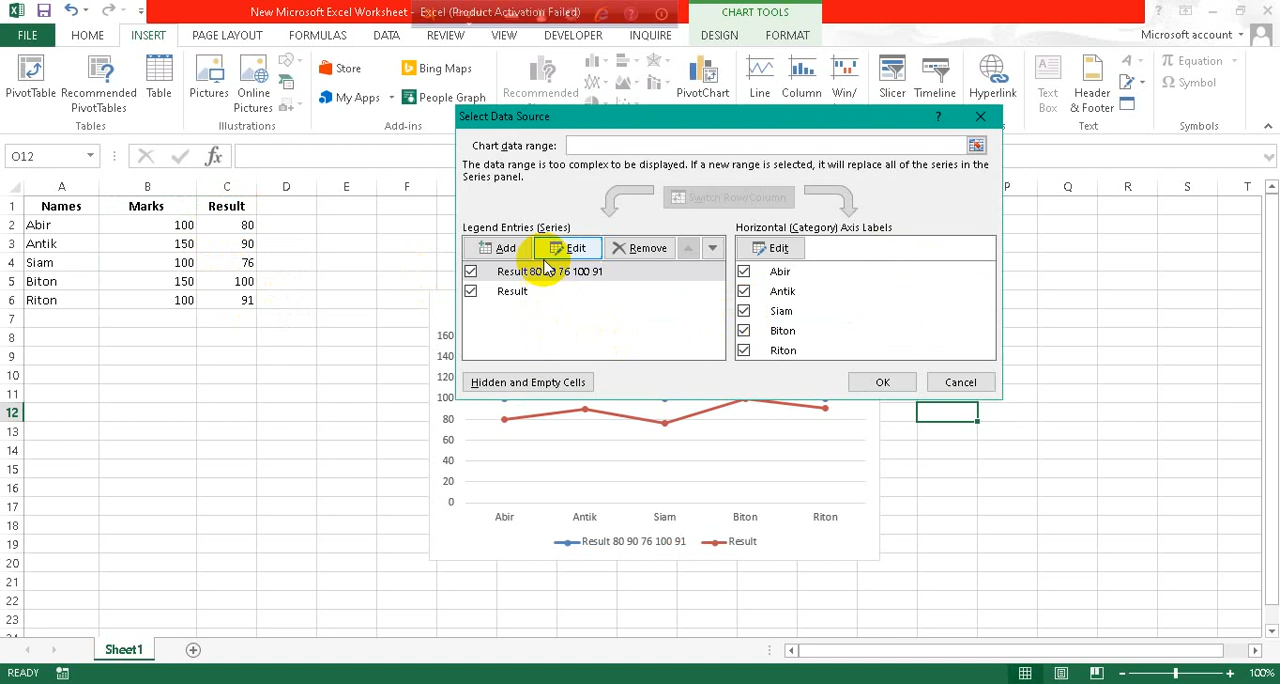 New Microsoft Excel Worksheet - Excel (Product Activation Failed)
CHART TOOLS
FILE HOME INSERT PAGE LAYOUT FORMULAS DATA REVIEW VIEW DEVELOPER INQUIRE DESIGN FORMAT Microsoft account
PivotTable Recommended PivotTables Table Pictures Online Pictures Store My Apps Bing Maps People Graph Recommended PivotChart Line Column Win/ Slicer Timeline Hyperlink Text Box Header & Footer Equation Symbol
Tables Illustrations Add-ins Text Symbols
O12 fx
Select Data Source ? ×
Chart data range:
The data range is too complex to be displayed. If a new range is selected, it will replace all of the series in the
Series panel.
Switch Row/Column
Legend Entries (Series) Horizontal (Category) Axis Labels
Add Edit Remove Edit
Result 80 90 76 100 91 Abir
Result Antik
Siam
Biton
Riton
Hidden and Empty Cells OK Cancel
A B C D E F P Q R S T
1 Names Marks Result
2 Abir 100 80
3 Antik 150 90
4 Siam 100 76
5 Biton 150 100
6 Riton 100 91
7
8
9
10
11
12
13
14
15
16
17
18
19
20
21
22
23
160
140
120
100
80
60
40
20
0
Abir Antik Siam Biton Riton
Result 80 90 76 100 91 Result
Sheet1
READY 100%